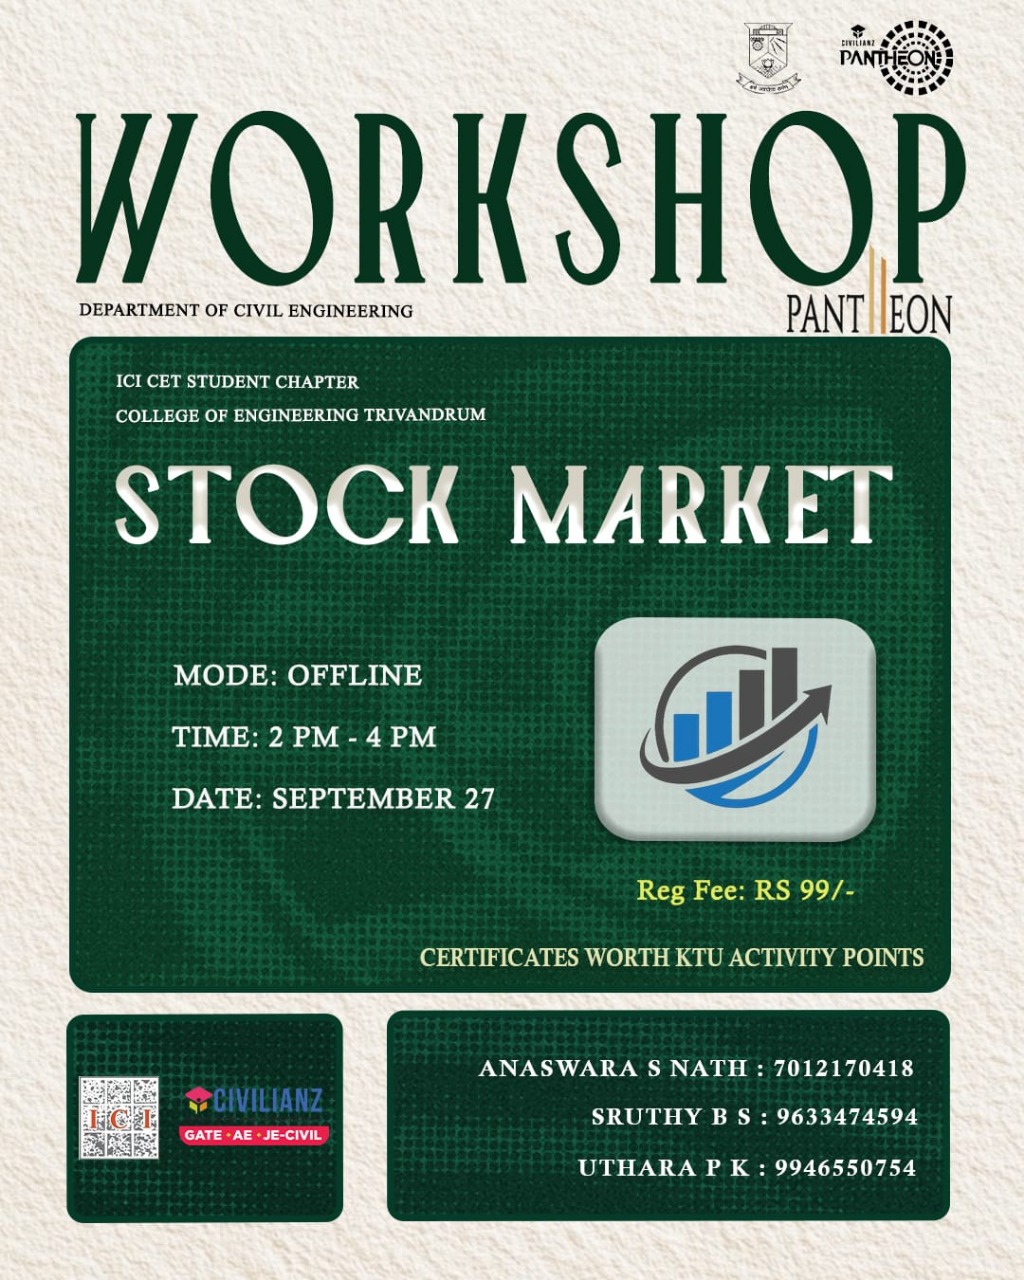 CIVILIANZ
PANTHEON
WORKSHOP
DEPARTMENT OF CIVIL ENGINEERING
PANTHEON
ICI CET STUDENT CHAPTER
COLLEGE OF ENGINEERING TRIVANDRUM
STOCK MARKET
MODE: OFFLINE
TIME: 2 PM - 4 PM
DATE: SEPTEMBER 27
Reg Fee: RS 99/-
CERTIFICATES WORTH KTU ACTIVITY POINTS
ICI
CIVILIANZ
GATE • AE • JE-CIVIL
ANASWARA S NATH : 7012170418
SRUTHY B S : 9633474594
UTHARA P K : 9946550754